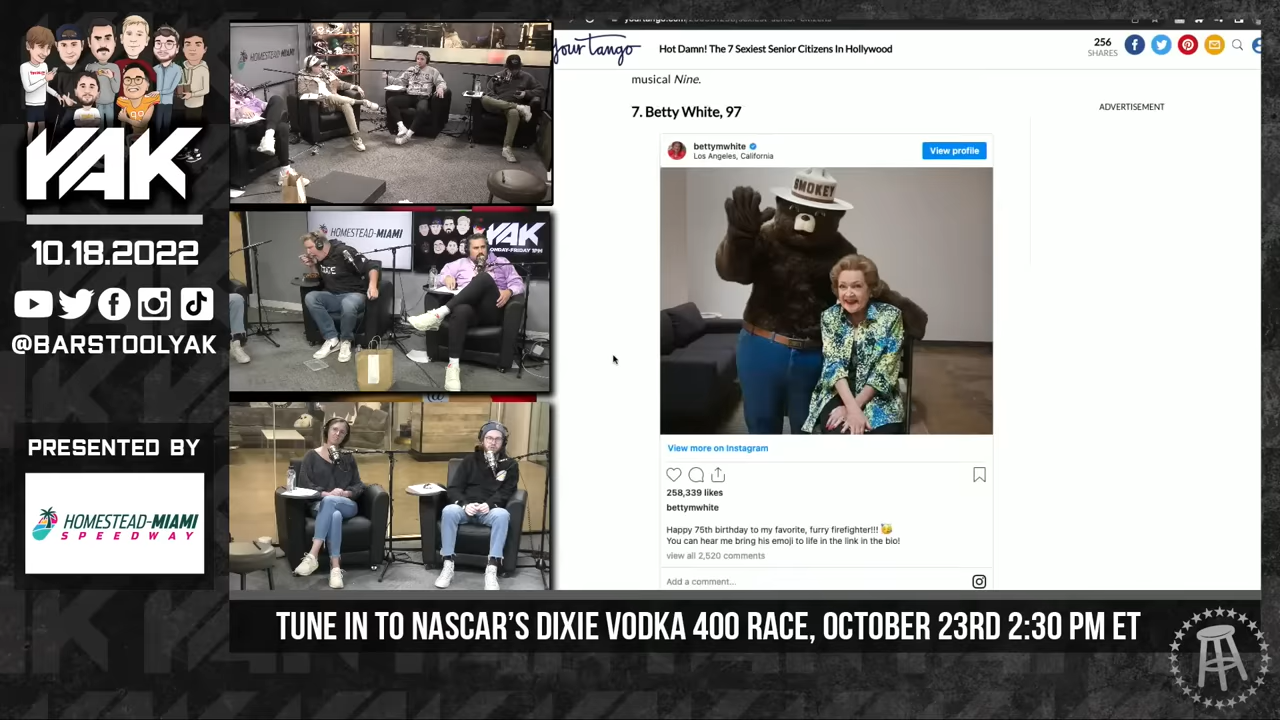 YAK
10.18.2022
@BARSTOOLYAK
PRESENTED BY
HOMESTEAD-MIAMI
SPEEDWAY
HOMESTEAD-MIAMI
YAK
MONDAY-FRIDAY 1PM
yourtango
Hot Damn! The 7 Sexiest Senior Citizens In Hollywood
256
SHARES
musical Nine.
ADVERTISEMENT
7. Betty White, 97
bettymwhite
Los Angeles, California
View profile
SMOKEY
View more on Instagram
258,339 likes
bettymwhite
Happy 75th birthday to my favorite, furry firefighter!!!
You can hear me bring his emoji to life in the link in the bio!
view all 2,520 comments
Add a comment...
TUNE IN TO NASCAR'S DIXIE VODKA 400 RACE, OCTOBER 23RD 2:30 PM ET